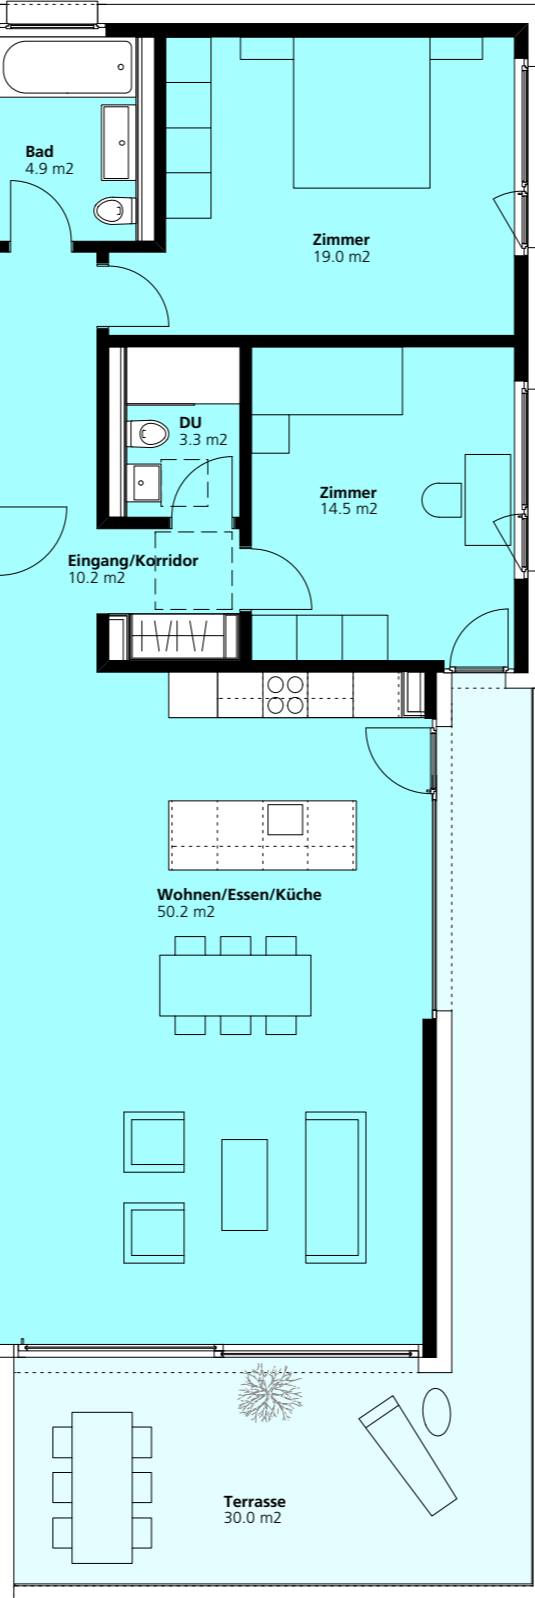 Bad
4.9 m2
Zimmer
19.0 m2
DU
3.3 m2
Zimmer
14.5 m2
Eingang/Korridor
10.2 m2
Wohnen/Essen/Küche
50.2 m2
Terrasse
30.0 m2